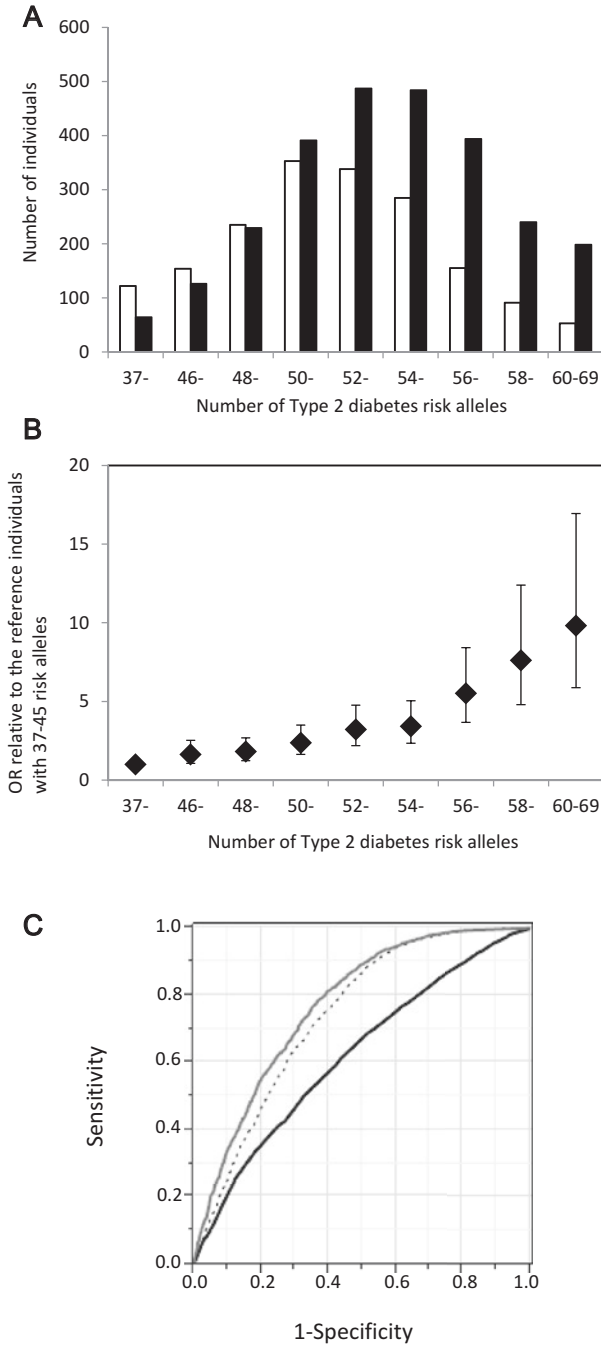 A
600
500
400
300
200
100
0
Number of individuals
37- 46- 48- 50- 52- 54- 56- 58- 60-69
Number of Type 2 diabetes risk alleles
B
20
15
10
5
0
OR relative to the reference individuals
with 37-45 risk alleles
37- 46- 48- 50- 52- 54- 56- 58- 60-69
Number of Type 2 diabetes risk alleles
C
1.0
0.8
0.6
0.4
0.2
0.0
Sensitivity
0.0 0.2 0.4 0.6 0.8 1.0
1-Specificity